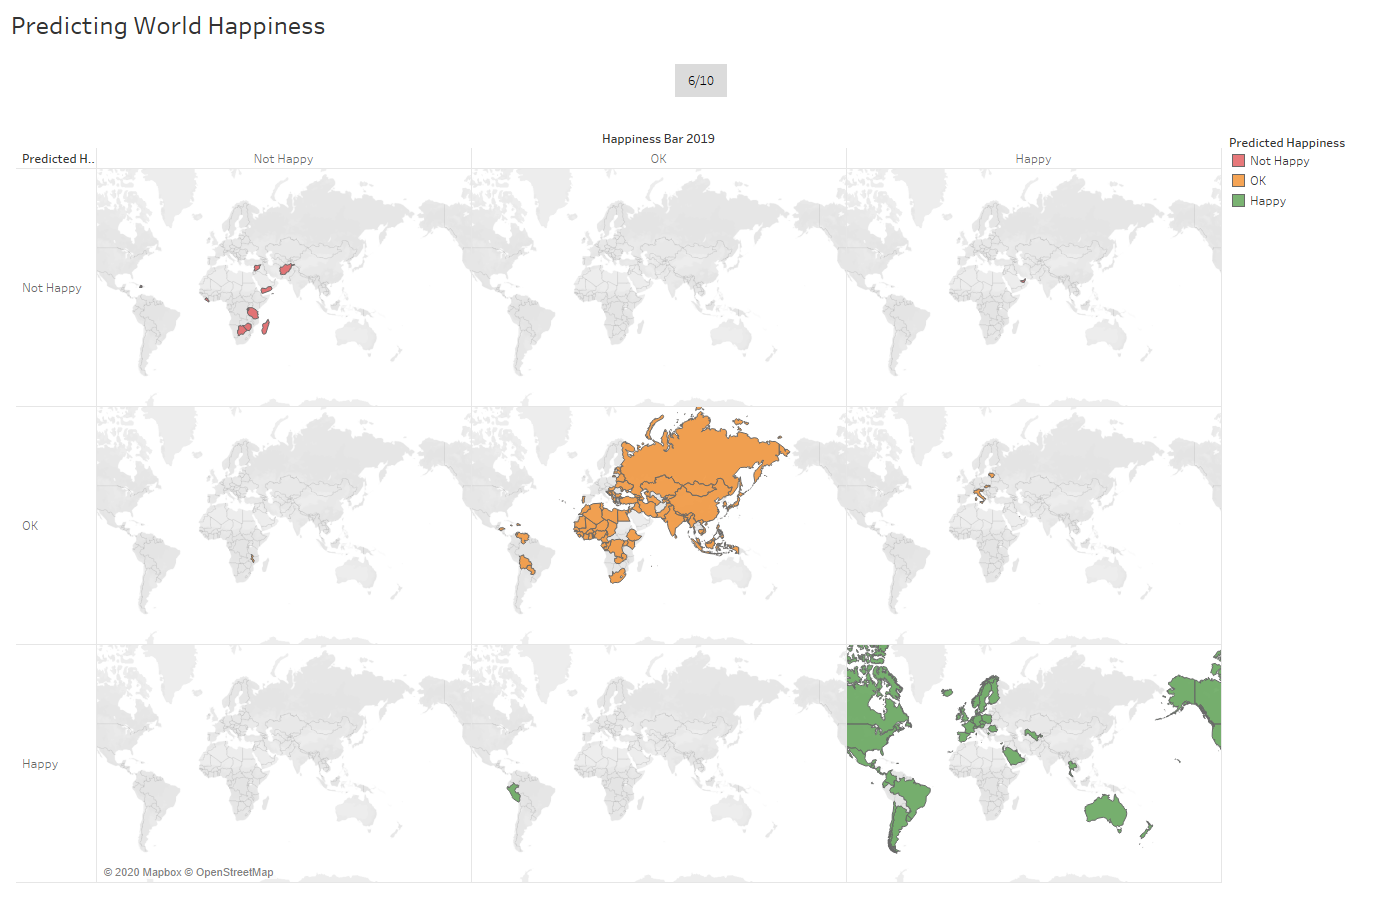 Predicting World Happiness
6/10
Happiness Bar 2019
Predicted H..
Not Happy
OK
Happy
Predicted Happiness
Not Happy
OK
Happy
Not Happy
OK
Happy
© 2020 Mapbox © OpenStreetMap